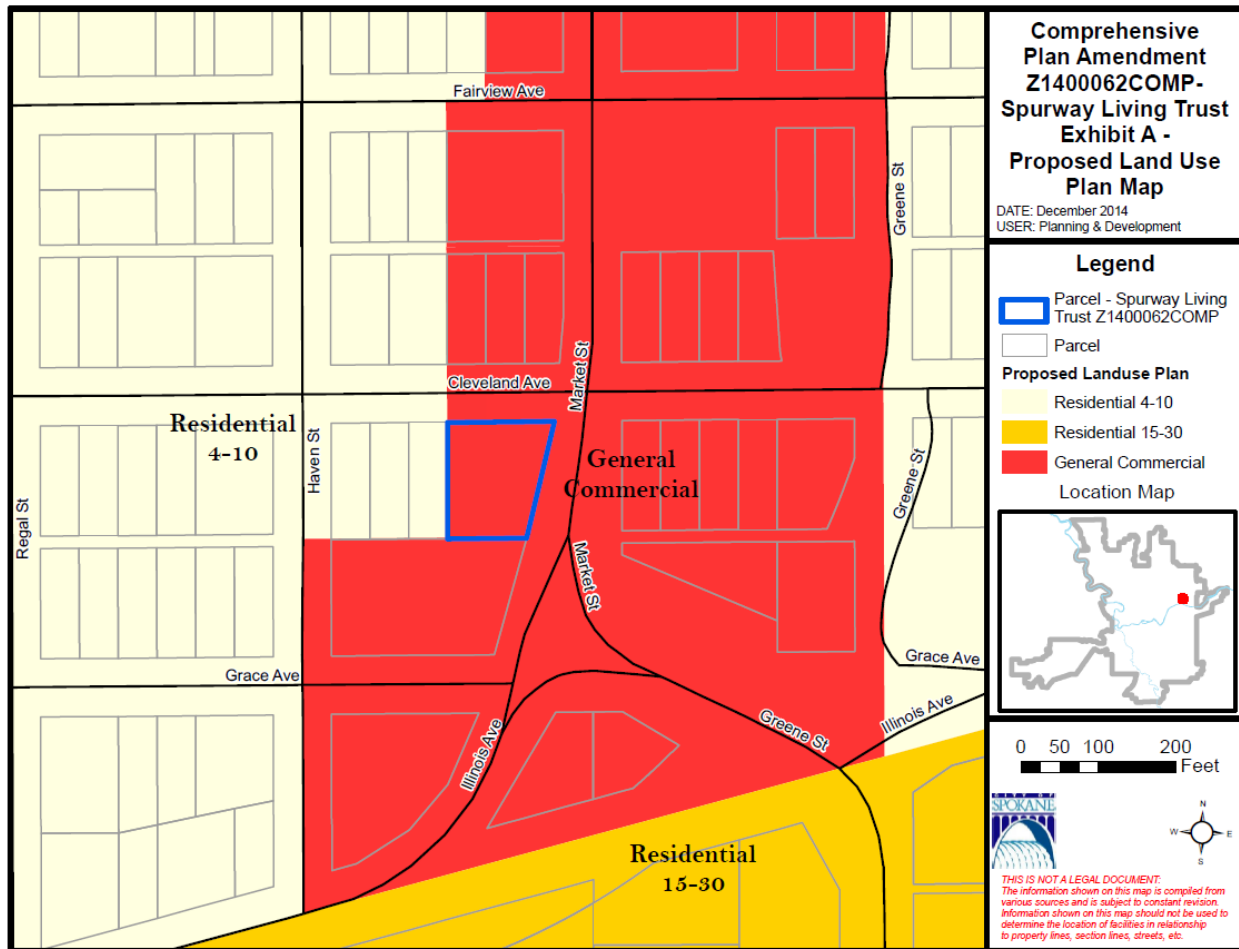 Comprehensive
Plan Amendment
Z1400062COMP-
Spurway Living Trust
Exhibit A -
Proposed Land Use
Plan Map
DATE: December 2014
USER: Planning & Development
Legend
Parcel - Spurway Living
Trust Z1400062COMP
Parcel
Proposed Landuse Plan
Residential 4-10
Residential 15-30
General Commercial
Location Map
0 50 100 200
Feet
SPOKANE
N
W E
S
THIS IS NOT A LEGAL DOCUMENT:
The information shown on this map is compiled from
various sources and is subject to constant revision.
Information shown on this map should not be used to
determine the location of facilities in relationship
to property lines, section lines, streets, etc.
Fairview Ave
Greene St
Market St
Cleveland Ave
Residential
4-10
Haven St
General
Commercial
Greene St
Regal St
Market St
Grace Ave
Grace Ave
Illinois Ave
Greene St
Illinois Ave
Residential
15-30